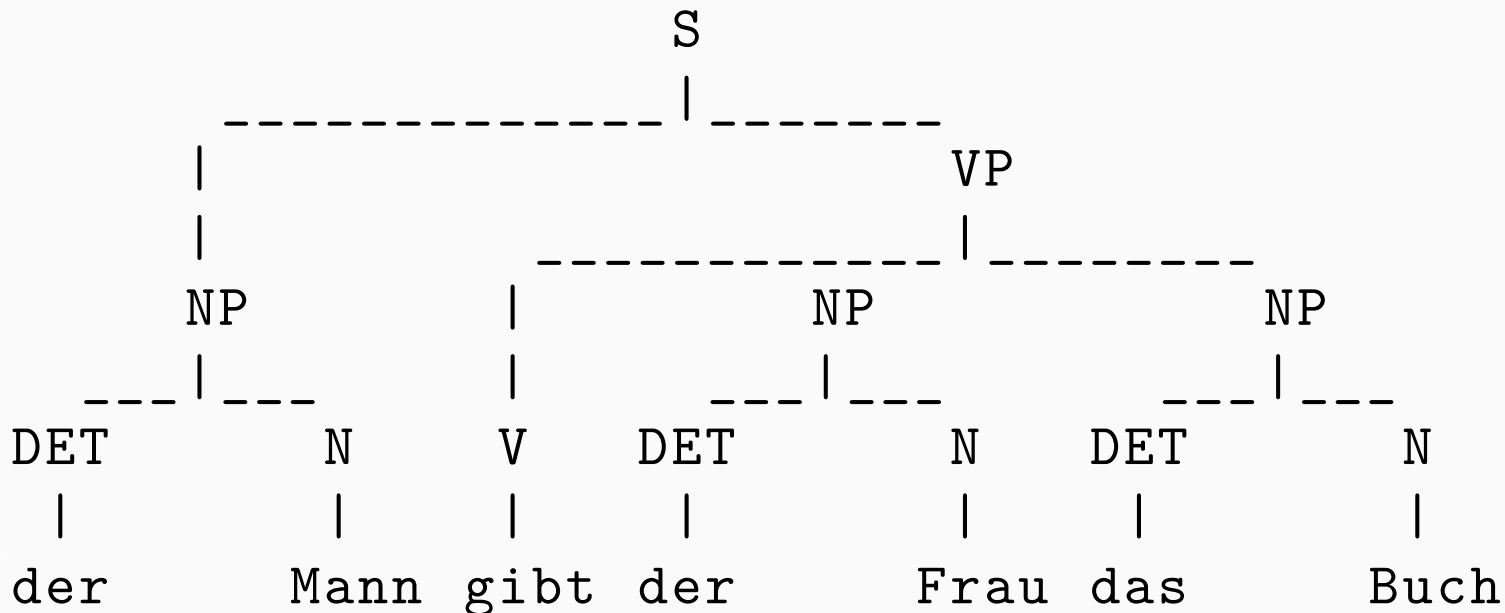 S
VP
NP NP NP
DET N V DET N DET N
der Mann gibt der Frau das Buch